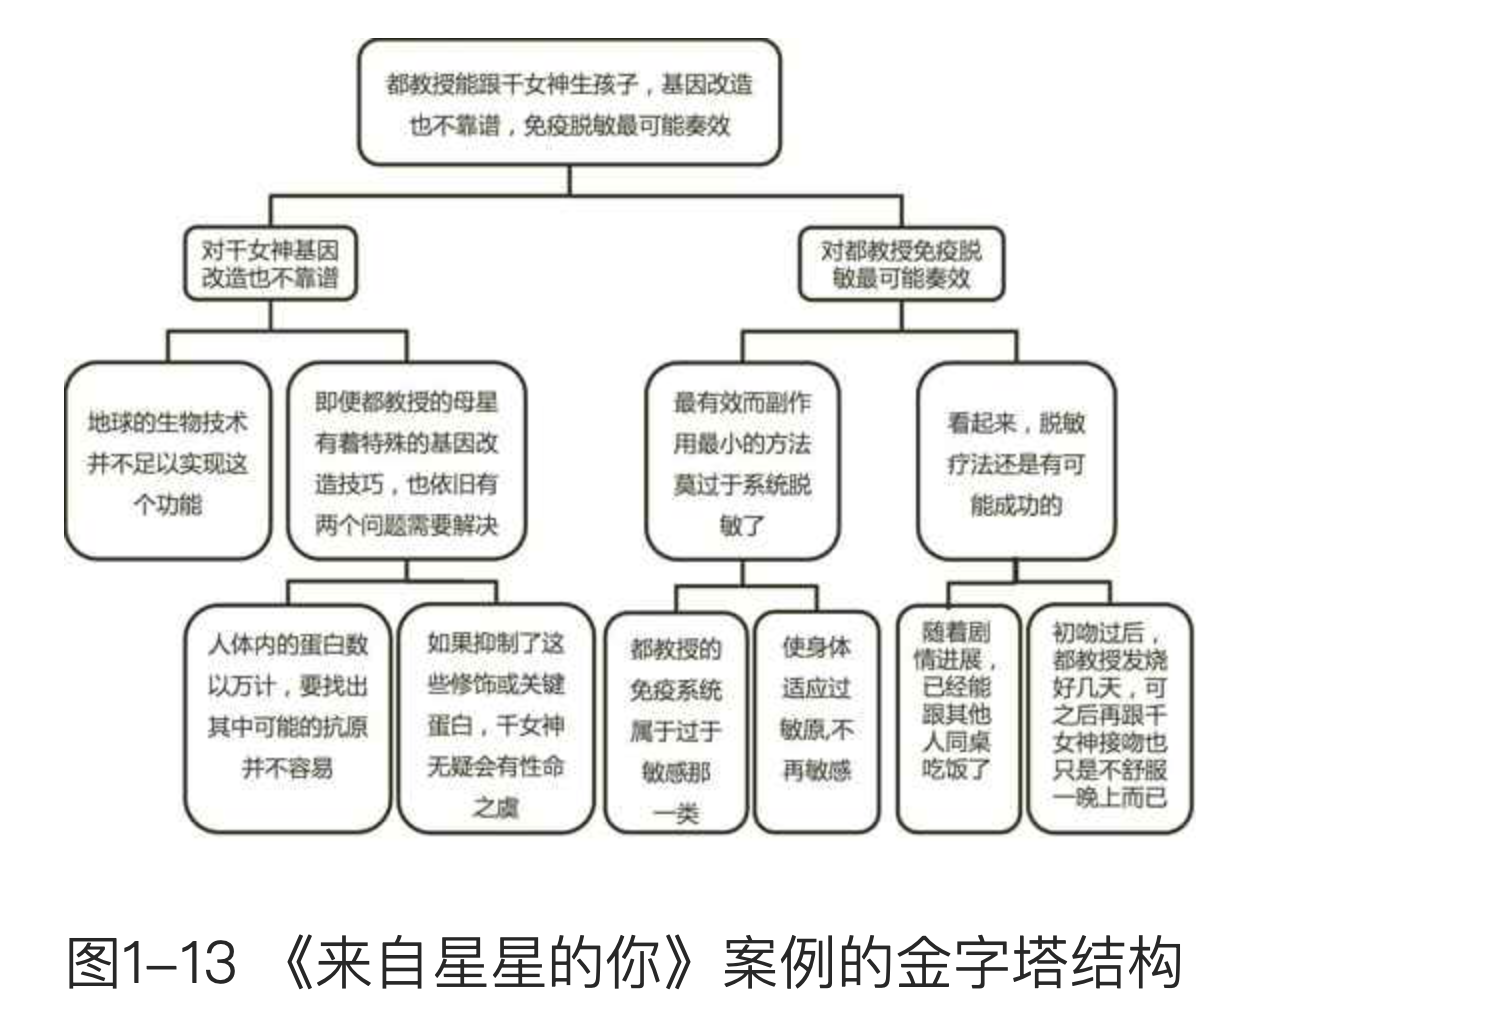 都教授能跟千女神生孩子，基因改造
也不靠谱，免疫脱敏最可能奏效
对千女神基因
改造也不靠谱
对都教授免疫脱
敏最可能奏效
地球的生物技术
并不足以实现这
个功能
即便都教授的母星
有着特殊的基因改
造技巧，也依旧有
两个问题需要解决
最有效而副作
用最小的方法
莫过于系统脱
敏了
看起来，脱敏
疗法还是有可
能成功的
人体内的蛋白数
以万计，要找出
其中可能的抗原
并不容易
如果抑制了这
些修饰或关键
蛋白，千女神
无疑会有性命
之虞
都教授的
免疫系统
属于过于
敏感那
一类
使身体
适应过
敏原,不
再敏感
随着剧
情进展，
已经能
跟其他
人同桌
吃饭了
初吻过后，
都教授发烧
好几天，可
之后再跟千
女神接吻也
只是不舒服
一晚上而已
图1-13 《来自星星的你》案例的金字塔结构